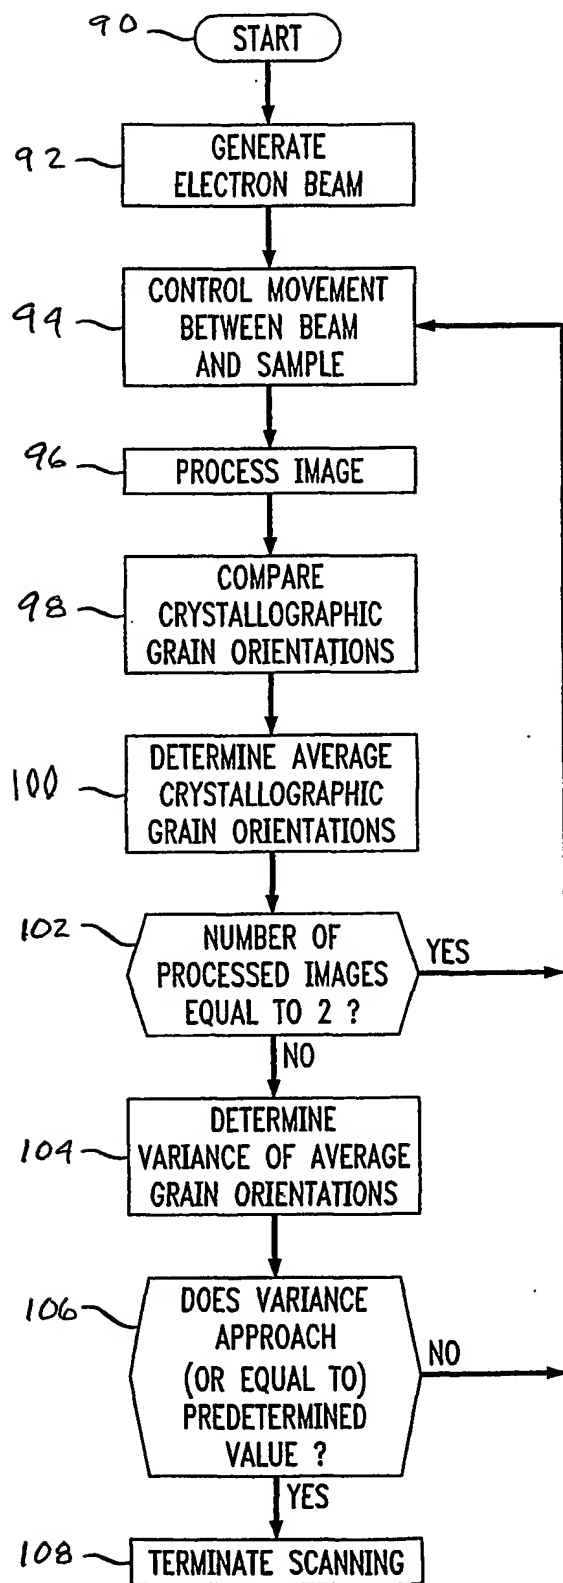 90 START
92 GENERATE
ELECTRON BEAM
94 CONTROL MOVEMENT
BETWEEN BEAM
AND SAMPLE
96 PROCESS IMAGE
98 COMPARE
CRYSTALLOGRAPHIC
GRAIN ORIENTATIONS
100 DETERMINE AVERAGE
CRYSTALLOGRAPHIC
GRAIN ORIENTATIONS
102 NUMBER OF
PROCESSED IMAGES
EQUAL TO 2 ?
YES
NO
104 DETERMINE
VARIANCE OF AVERAGE
GRAIN ORIENTATIONS
106 DOES VARIANCE
APPROACH
(OR EQUAL TO)
PREDETERMINED
VALUE ?
NO
YES
108 TERMINATE SCANNING